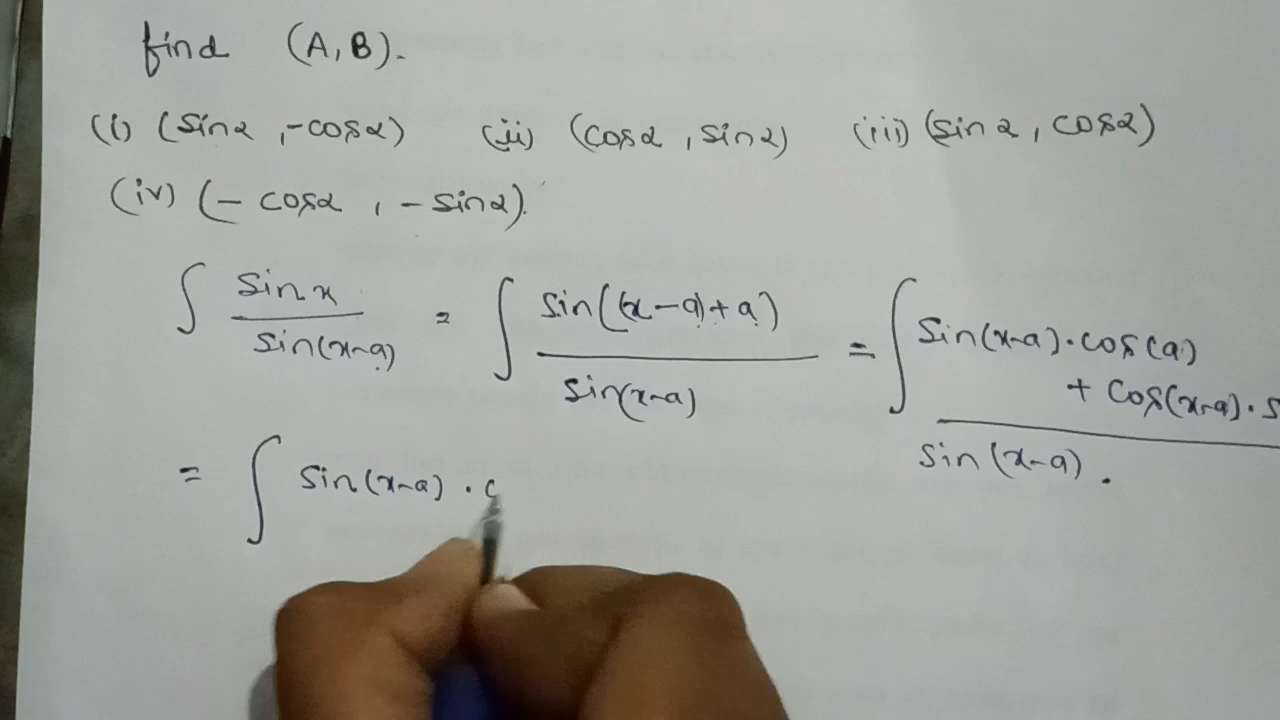 find (A, B).
(i) (sinα , -cosα) (ii) (cosα , sinα) (iii) (sinα , cosα)
(iv) (- cosα , - sinα).
∫ sinx / sin(x-a) = ∫ sin((x-a)+a) / sin(x-a) = ∫ sin(x-a).cos(a) + cos(x-a). s / sin(x-a) .
= ∫ sin(x-a) . c